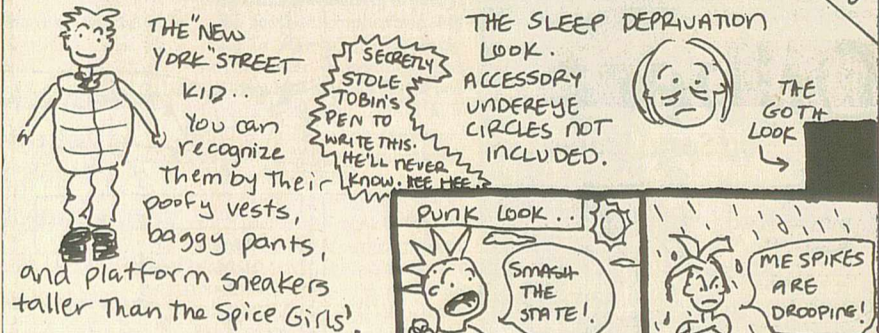 THE "NEW
YORK" STREET
KID..
You can
recognize
Them by Their
poofy vests,
baggy pants,
and platform sneakers
taller Than the Spice Girls'.
I SECRETLY
STOLE
TOBIN'S
PEN TO
WRITE THIS.
HE'LL NEVER
KNOW. HEE HEE.
THE SLEEP DEPRIVATION
LOOK.
ACCESSORY
UNDEREYE
CIRCLES NOT
INCLUDED.
THE
GOTH
LOOK
PUNK LOOK..
SMASH
THE
STATE!
ME SPIKES
ARE
DROOPING!